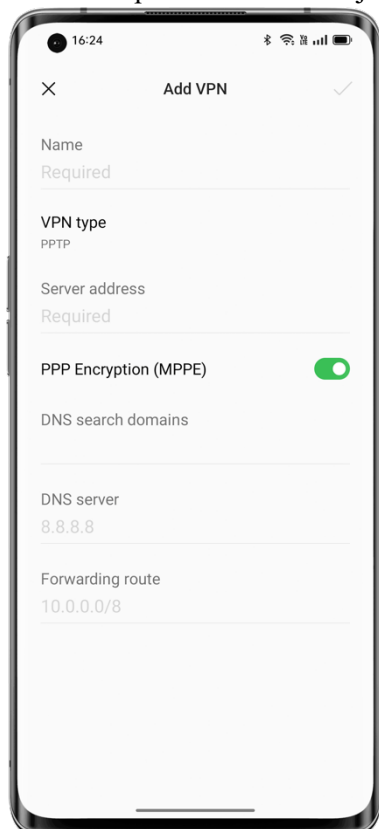 16:24
Add VPN
Name
Required
VPN type
PPTP
Server address
Required
PPP Encryption (MPPE)
DNS search domains
DNS server
8.8.8.8
Forwarding route
10.0.0.0/8